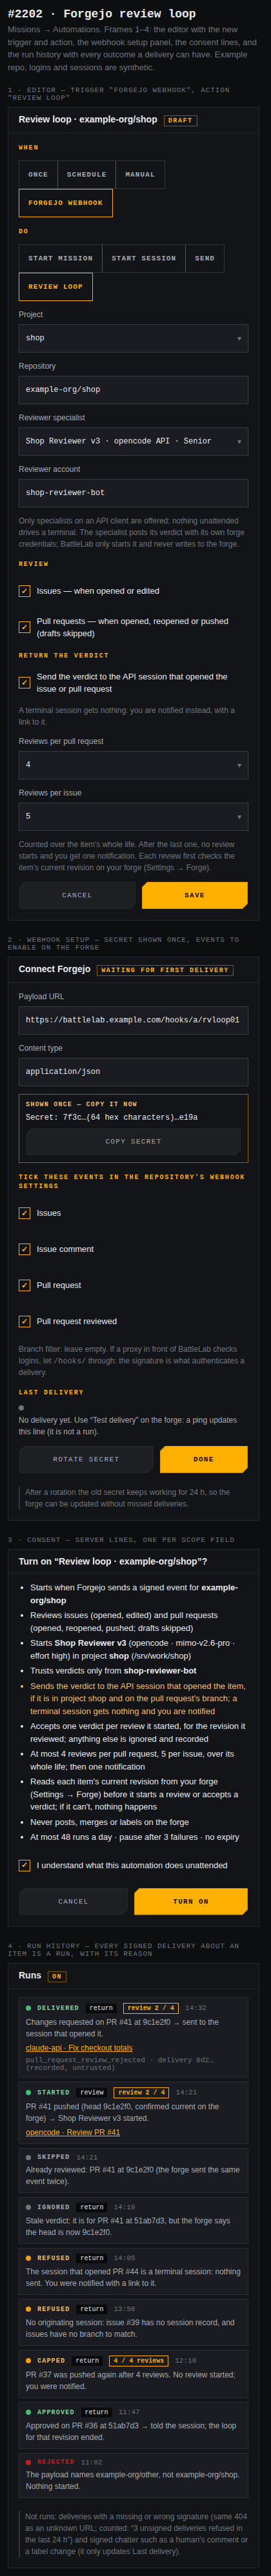 #2202 · Forgejo review loop
Missions → Automations. Frames 1–4: the editor with the new
trigger and action, the webhook setup panel, the consent lines, and
the run history with every outcome a delivery can have. Example
repo, logins and sessions are synthetic.
1 · EDITOR — TRIGGER "FORGEJO WEBHOOK", ACTION
"REVIEW LOOP"
Review loop · example-org/shop DRAFT
WHEN
ONCE SCHEDULE MANUAL
FORGEJO WEBHOOK
DO
START MISSION START SESSION SEND
REVIEW LOOP
Project
shop
Repository
example-org/shop
Reviewer specialist
Shop Reviewer v3 · opencode API · Senior
Reviewer account
shop-reviewer-bot
Only specialists on an API client are offered: nothing unattended
drives a terminal. The specialist posts its verdict with its own forge
credentials; BattleLab only starts it and never writes to the forge.
REVIEW
Issues — when opened or edited
Pull requests — when opened, reopened or pushed
(drafts skipped)
RETURN THE VERDICT
Send the verdict to the API session that opened the
issue or pull request
A terminal session gets nothing: you are notified instead, with a
link to it.
Reviews per pull request
4
Reviews per issue
5
Counted over the item's whole life. After the last one, no review
starts and you get one notification. Each review first checks the
item's current revision on your forge (Settings → Forge).
CANCEL SAVE
2 · WEBHOOK SETUP — SECRET SHOWN ONCE, EVENTS TO
ENABLE ON THE FORGE
Connect Forgejo WAITING FOR FIRST DELIVERY
Payload URL
https://battlelab.example.com/hooks/a/rvloop01
Content type
application/json
SHOWN ONCE — COPY IT NOW
Secret: 7f3c…(64 hex characters)…e19a
COPY SECRET
TICK THESE EVENTS IN THE REPOSITORY'S WEBHOOK
SETTINGS
Issues
Issue comment
Pull request
Pull request reviewed
Branch filter: leave empty. If a proxy in front of BattleLab checks
logins, let /hooks/ through: the signature is what authenticates a
delivery.
LAST DELIVERY
No delivery yet. Use “Test delivery” on the forge: a ping updates
this line (it is not a run).
ROTATE SECRET DONE
After a rotation the old secret keeps working for 24 h, so the
forge can be updated without missed deliveries.
3 · CONSENT — SERVER LINES, ONE PER SCOPE FIELD
Turn on “Review loop · example-org/shop”?
• Starts when Forgejo sends a signed event for example-
org/shop
• Reviews issues (opened, edited) and pull requests
(opened, reopened, pushed; drafts skipped)
• Starts Shop Reviewer v3 (opencode · mimo-v2.6-pro ·
effort high) in project shop (/srv/work/shop)
• Trusts verdicts only from shop-reviewer-bot
• Sends the verdict to the API session that opened the item,
if it is in project shop and on the pull request's branch; a
terminal session gets nothing and you are notified
• Accepts one verdict per review it started, for the revision it
reviewed; anything else is ignored and recorded
• At most 4 reviews per pull request, 5 per issue, over its
whole life; then one notification
• Reads each item's current revision from your forge
(Settings → Forge) before it starts a review or accepts a
verdict; if it can't, nothing happens
• Never posts, merges or labels on the forge
• At most 48 runs a day · pause after 3 failures · no expiry
I understand what this automation does unattended
CANCEL TURN ON
4 · RUN HISTORY — EVERY SIGNED DELIVERY ABOUT AN
ITEM IS A RUN, WITH ITS REASON
Runs ON
DELIVERED return review 2 / 4 14:32
Changes requested on PR #41 at 9c1e2f0 → sent to the
session that opened it.
claude-api · Fix checkout totals
pull_request_review_rejected · delivery 8d2…
(recorded, untrusted)
STARTED review review 2 / 4 14:21
PR #41 pushed (head 9c1e2f0, confirmed current on the
forge) → Shop Reviewer v3 started.
opencode · Review PR #41
SKIPPED 14:21
Already reviewed: PR #41 at 9c1e2f0 (the forge sent the same
event twice).
IGNORED return 14:19
Stale verdict: it is for PR #41 at 51ab7d3, but the forge says
the head is now 9c1e2f0.
REFUSED return 14:05
The session that opened PR #44 is a terminal session: nothing
sent. You were notified with a link to it.
REFUSED return 13:58
No originating session: issue #39 has no session record, and
issues have no branch to match.
CAPPED return 4 / 4 reviews 12:10
PR #37 was pushed again after 4 reviews. No review started;
you were notified.
APPROVED return 11:47
Approved on PR #36 at 51ab7d3 → told the session; the loop
for that revision ended.
REJECTED 11:02
The payload names example-org/other, not example-org/shop.
Nothing started.
Not runs: deliveries with a missing or wrong signature (same 404
as an unknown URL; counted: “3 unsigned deliveries refused in
the last 24 h”) and signed chatter such as a human's comment or
a label change (it only updates Last delivery).